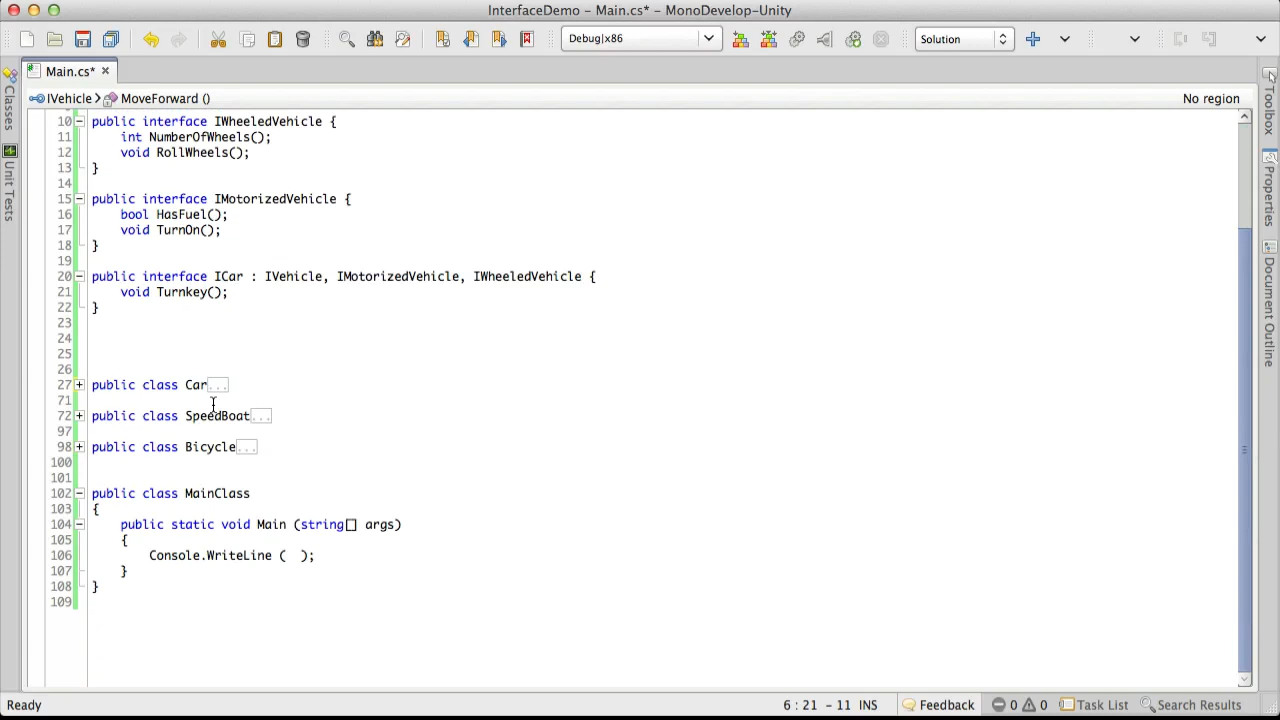 InterfaceDemo – Main.cs* – MonoDevelop-Unity
Debug|x86
Solution
Main.cs*
IVehicle MoveForward ()
No region
Classes
Unit Tests
Toolbox
Properties
Document Outline
10 public interface IWheeledVehicle {
11 int NumberOfWheels();
12 void RollWheels();
13 }
14
15 public interface IMotorizedVehicle {
16 bool HasFuel();
17 void TurnOn();
18 }
19
20 public interface ICar : IVehicle, IMotorizedVehicle, IWheeledVehicle {
21 void Turnkey();
22 }
23
24
25
26
27 public class Car...
71
72 public class SpeedBoat...
97
98 public class Bicycle...
100
101
102 public class MainClass
103 {
104 public static void Main (string[] args)
105 {
106 Console.WriteLine (  );
107 }
108 }
109
Ready
6 : 21 - 11 INS
Feedback
0 0
Task List
Search Results